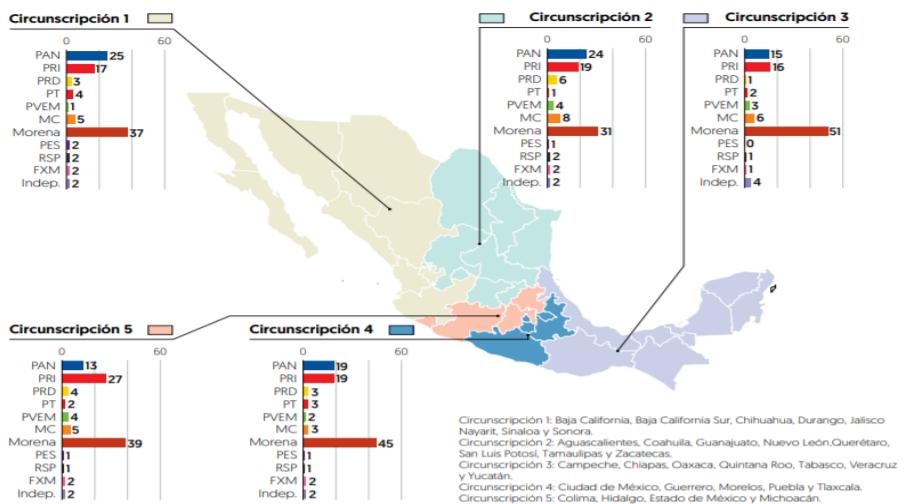 Circunscripción 1
0 60
PAN 25
PRI 17
PRD 3
PT 4
PVEM 1
MC 5
Morena 37
PES 2
RSP 2
FXM 2
Indep. 2
Circunscripción 2
0 60
PAN 24
PRI 19
PRD 6
PT 1
PVEM 4
MC 8
Morena 31
PES 1
RSP 2
FXM 2
Indep. 2
Circunscripción 3
0 60
PAN 15
PRI 16
PRD 1
PT 2
PVEM 3
MC 6
Morena 51
PES 0
RSP 1
FXM 1
Indep. 4
Circunscripción 5
0 60
PAN 13
PRI 27
PRD 4
PT 2
PVEM 4
MC 5
Morena 39
PES 1
RSP 1
FXM 2
Indep. 2
Circunscripción 4
0 60
PAN 19
PRI 19
PRD 3
PT 3
PVEM 2
MC 3
Morena 45
PES 1
RSP 1
FXM 2
Indep. 2
Circunscripción 1: Baja California, Baja California Sur, Chihuahua, Durango, Jalisco
Nayarit, Sinaloa y Sonora.
Circunscripción 2: Aguascalientes, Coahuila, Guanajuato, Nuevo León,Querétaro,
San Luis Potosí, Tamaulipas y Zacatecas.
Circunscripción 3: Campeche, Chiapas, Oaxaca, Quintana Roo, Tabasco, Veracruz
y Yucatán.
Circunscripción 4: Ciudad de México, Guerrero, Morelos, Puebla y Tlaxcala.
Circunscripción 5: Colima, Hidalgo, Estado de México y Michoacán.